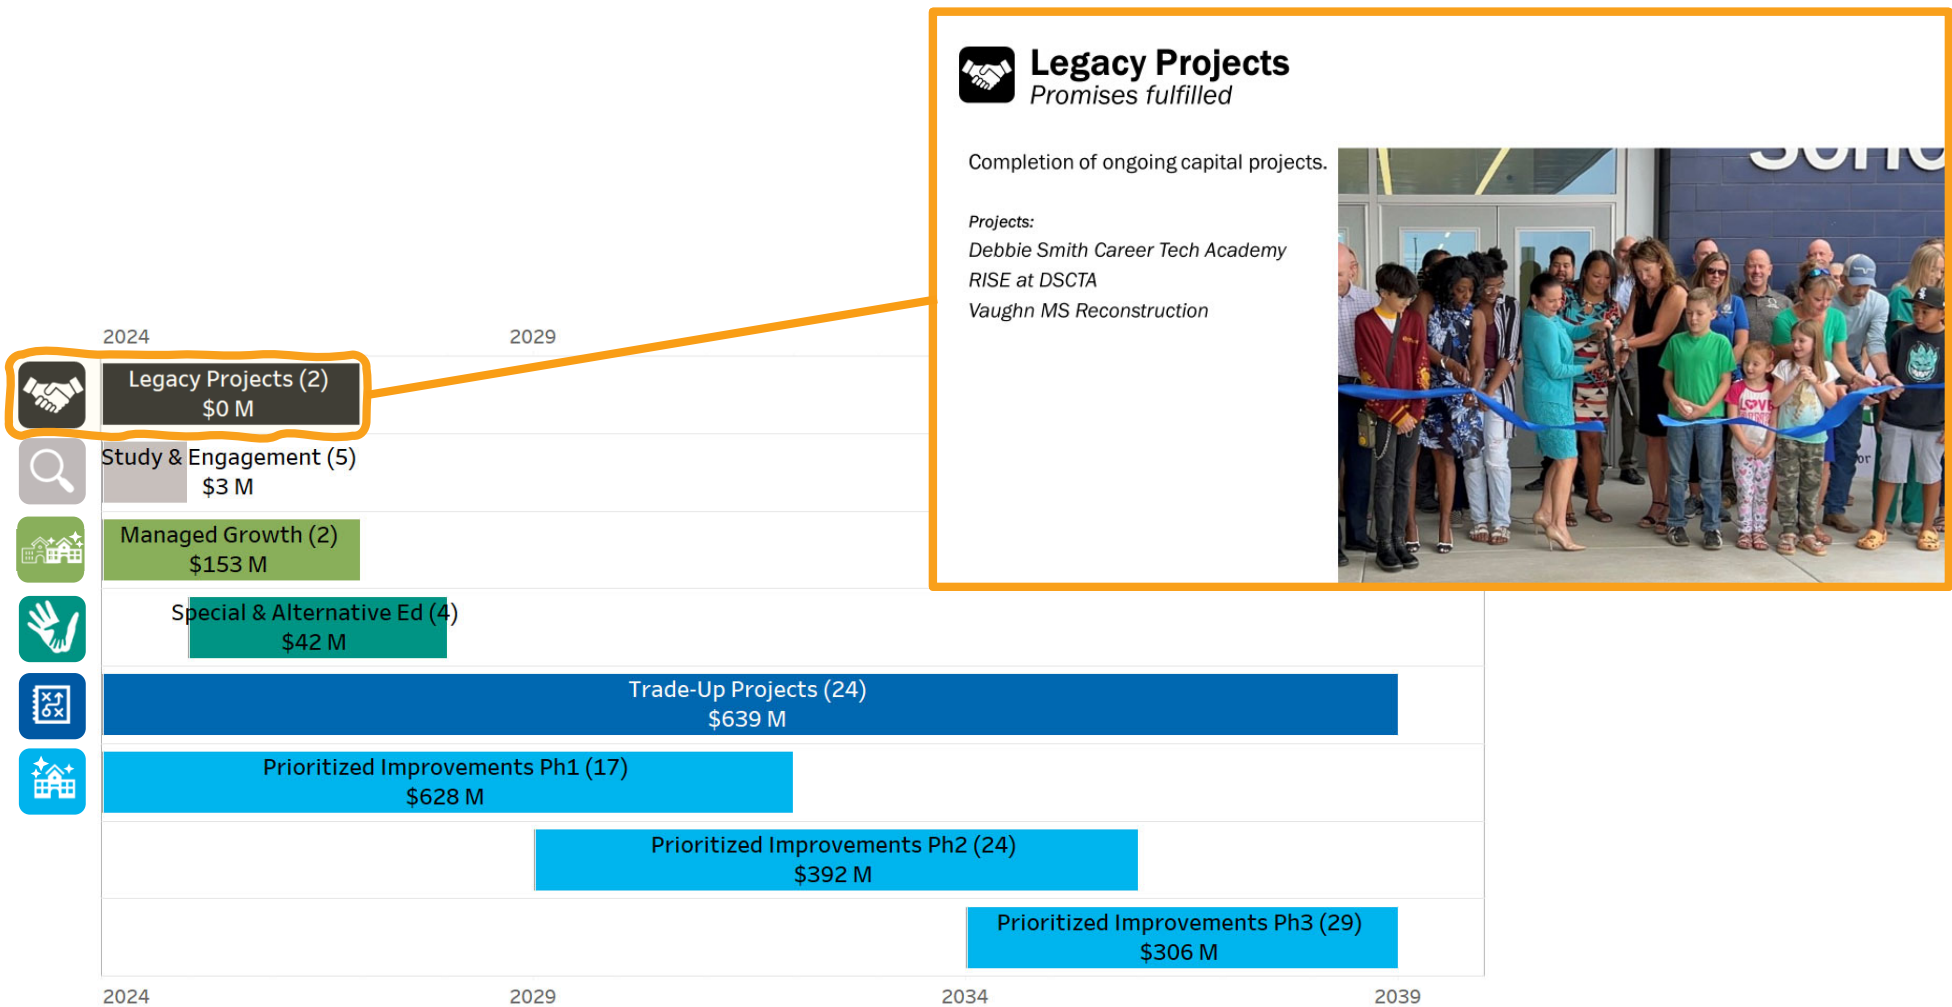 Legacy Projects
Promises fulfilled
Completion of ongoing capital projects.
Projects:
Debbie Smith Career Tech Academy
RISE at DSCTA
Vaughn MS Reconstruction
2024 2029
Legacy Projects (2)
$0 M
Study & Engagement (5)
$3 M
Managed Growth (2)
$153 M
Special & Alternative Ed (4)
$42 M
Trade-Up Projects (24)
$639 M
Prioritized Improvements Ph1 (17)
$628 M
Prioritized Improvements Ph2 (24)
$392 M
Prioritized Improvements Ph3 (29)
$306 M
2024 2029 2034 2039